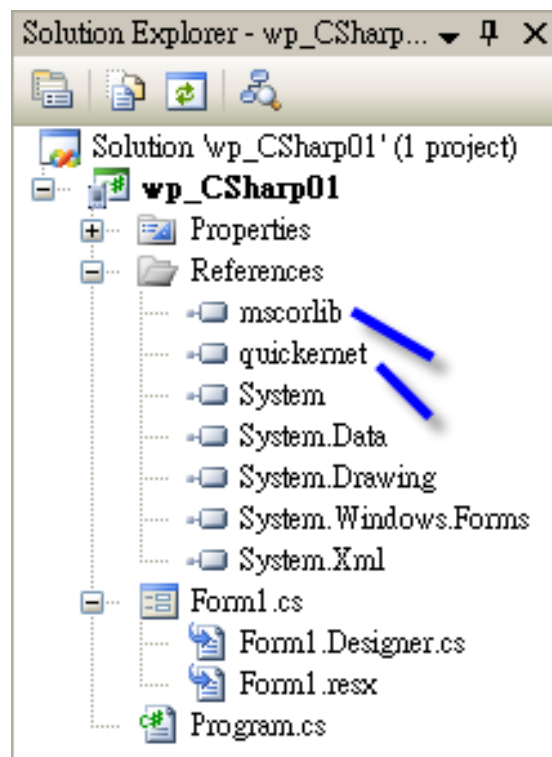 Solution Explorer - wp_CSharp...
Solution 'wp_CSharp01' (1 project)
wp_CSharp01
Properties
References
mscorlib
quickernet
System
System.Data
System.Drawing
System.Windows.Forms
System.Xml
Form1.cs
Form1.Designer.cs
Form1.resx
Program.cs